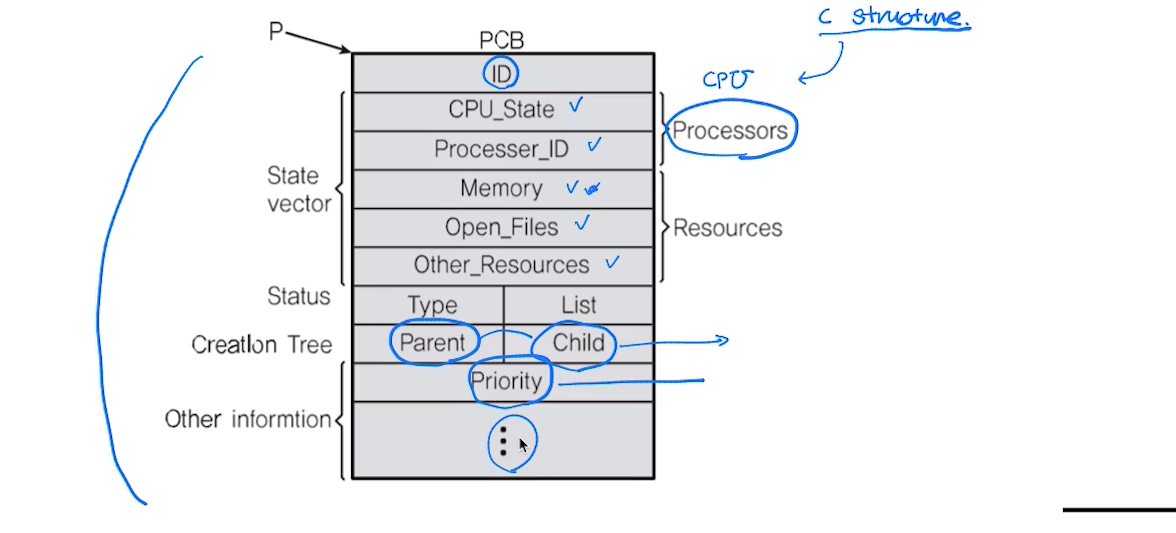 C structure.
P
PCB
ID
CPU
CPU_State
Processors
Processer_ID
State
vector
Memory
Open_Files
Resources
Other_Resources
Status
Type
List
Creation Tree
Parent
Child
Priority
Other informtion